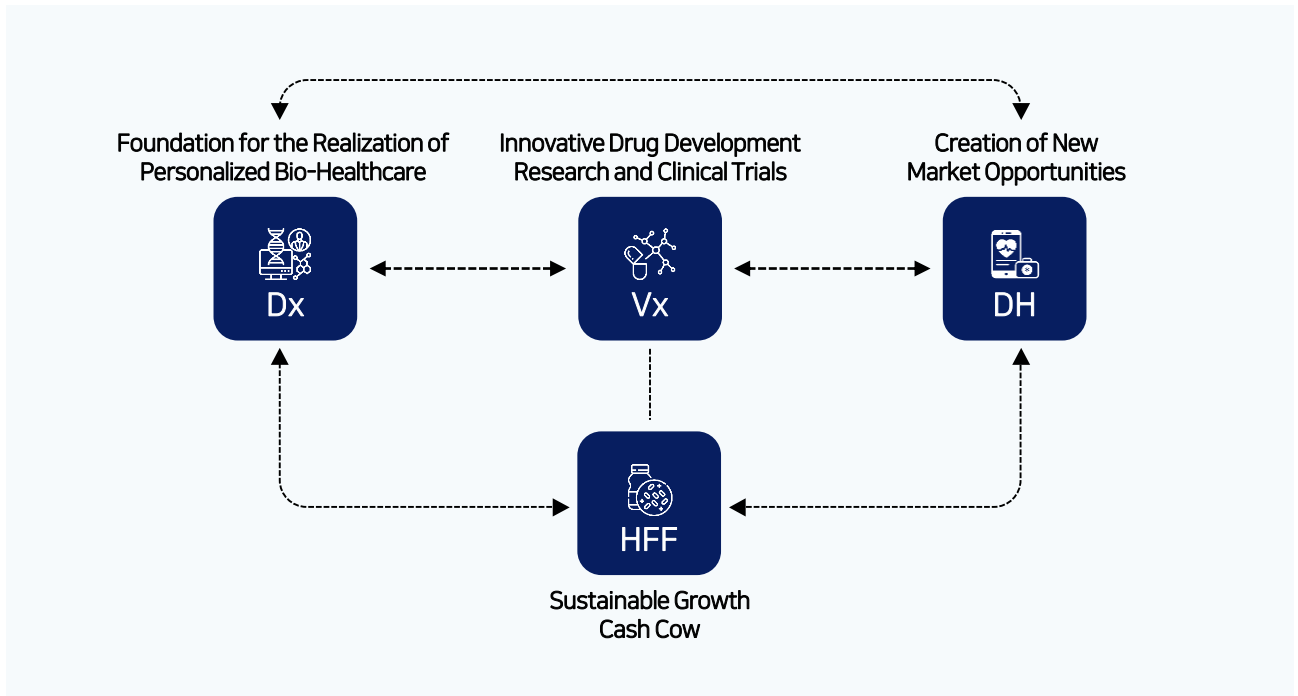 Foundation for the Realization of
Personalized Bio-Healthcare
Dx
Innovative Drug Development
Research and Clinical Trials
Vx
Creation of New
Market Opportunities
DH
HFF
Sustainable Growth
Cash Cow